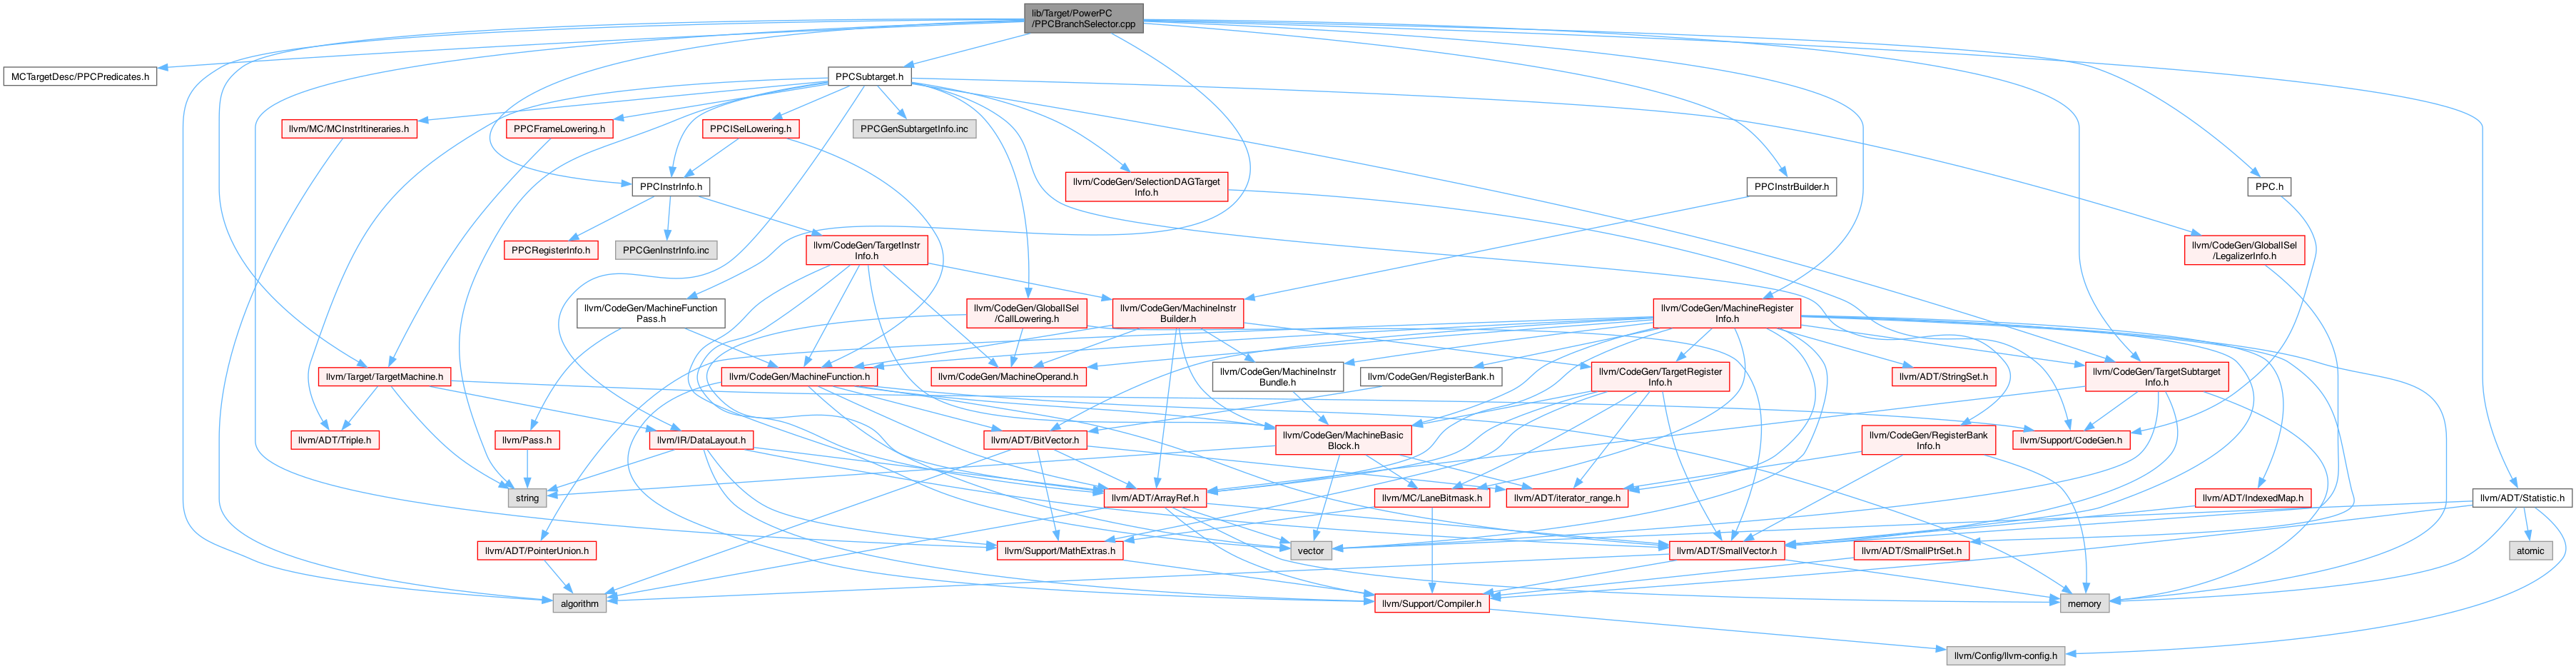 lib/Target/PowerPC
/PPCBranchSelector.cpp
MCTargetDesc/PPCPredicates.h
PPCSubtarget.h
llvm/MC/MCInstrItineraries.h
PPCFrameLowering.h
PPCISelLowering.h
PPCGenSubtargetInfo.inc
PPCInstrInfo.h
llvm/CodeGen/SelectionDAGTarget
Info.h
PPCInstrBuilder.h
PPC.h
PPCRegisterInfo.h
PPCGenInstrInfo.inc
llvm/CodeGen/TargetInstr
Info.h
llvm/CodeGen/GlobalISel
/LegalizerInfo.h
llvm/CodeGen/MachineFunction
Pass.h
llvm/CodeGen/GlobalISel
/CallLowering.h
llvm/CodeGen/MachineInstr
Builder.h
llvm/CodeGen/MachineRegister
Info.h
llvm/Target/TargetMachine.h
llvm/CodeGen/MachineFunction.h
llvm/CodeGen/MachineOperand.h
llvm/CodeGen/MachineInstr
Bundle.h
llvm/CodeGen/RegisterBank.h
llvm/CodeGen/TargetRegister
Info.h
llvm/ADT/StringSet.h
llvm/CodeGen/TargetSubtarget
Info.h
llvm/ADT/Triple.h
llvm/Pass.h
llvm/IR/DataLayout.h
llvm/ADT/BitVector.h
llvm/CodeGen/MachineBasic
Block.h
llvm/CodeGen/RegisterBank
Info.h
llvm/Support/CodeGen.h
string
llvm/ADT/ArrayRef.h
llvm/MC/LaneBitmask.h
llvm/ADT/iterator_range.h
llvm/ADT/IndexedMap.h
llvm/ADT/Statistic.h
llvm/ADT/PointerUnion.h
llvm/Support/MathExtras.h
vector
llvm/ADT/SmallVector.h
llvm/ADT/SmallPtrSet.h
atomic
algorithm
llvm/Support/Compiler.h
memory
llvm/Config/llvm-config.h